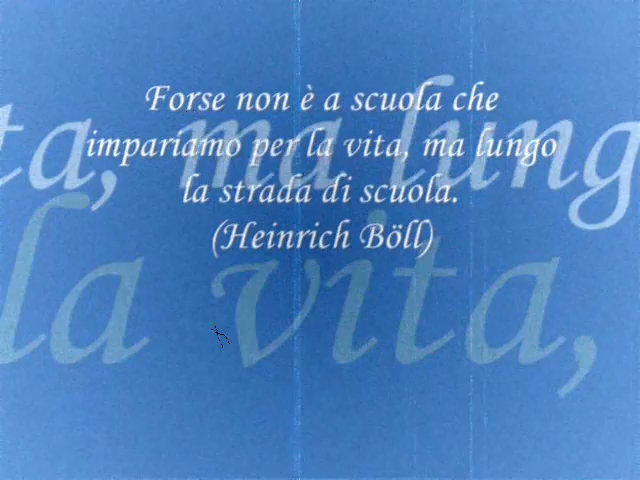 Forse non è a scuola che
impariamo per la vita, ma lungo
la strada di scuola.
(Heinrich Böll)
ta, ma lung
la vita,